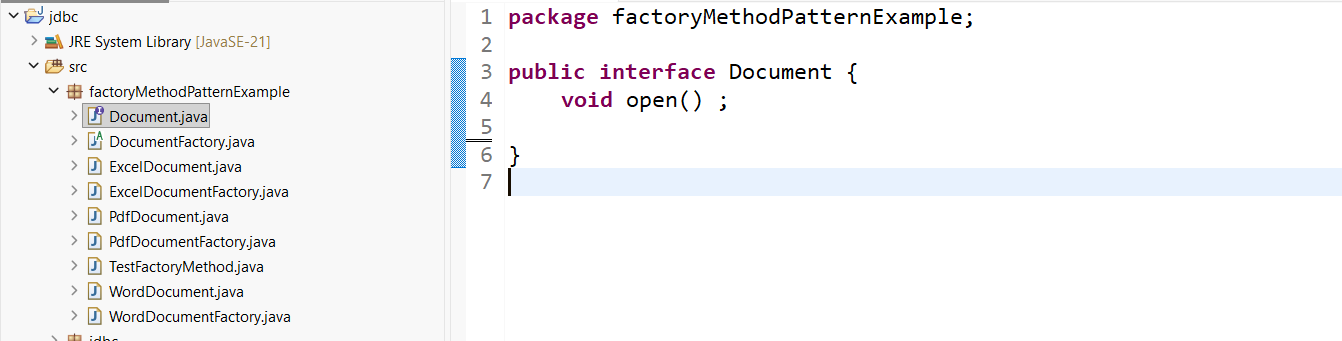 jdbc
JRE System Library [JavaSE-21]
src
factoryMethodPatternExample
Document.java
DocumentFactory.java
ExcelDocument.java
ExcelDocumentFactory.java
PdfDocument.java
PdfDocumentFactory.java
TestFactoryMethod.java
WordDocument.java
WordDocumentFactory.java
jdbc
1 package factoryMethodPatternExample;
2
3 public interface Document {
4 void open() ;
5
6 }
7